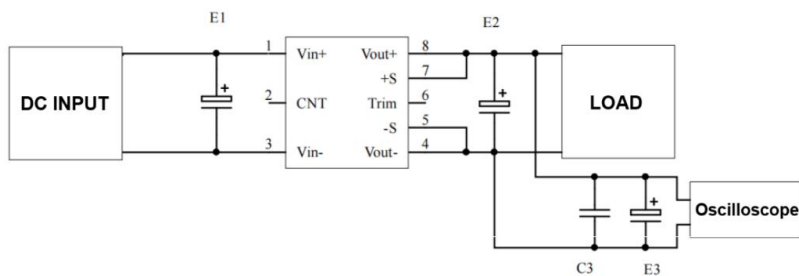 E1
E2
1 Vin+ Vout+ 8
+S 7
DC INPUT
2 CNT Trim 6
LOAD
-S 5
3 Vin- Vout- 4
Oscilloscope
C3 E3
+
+
+